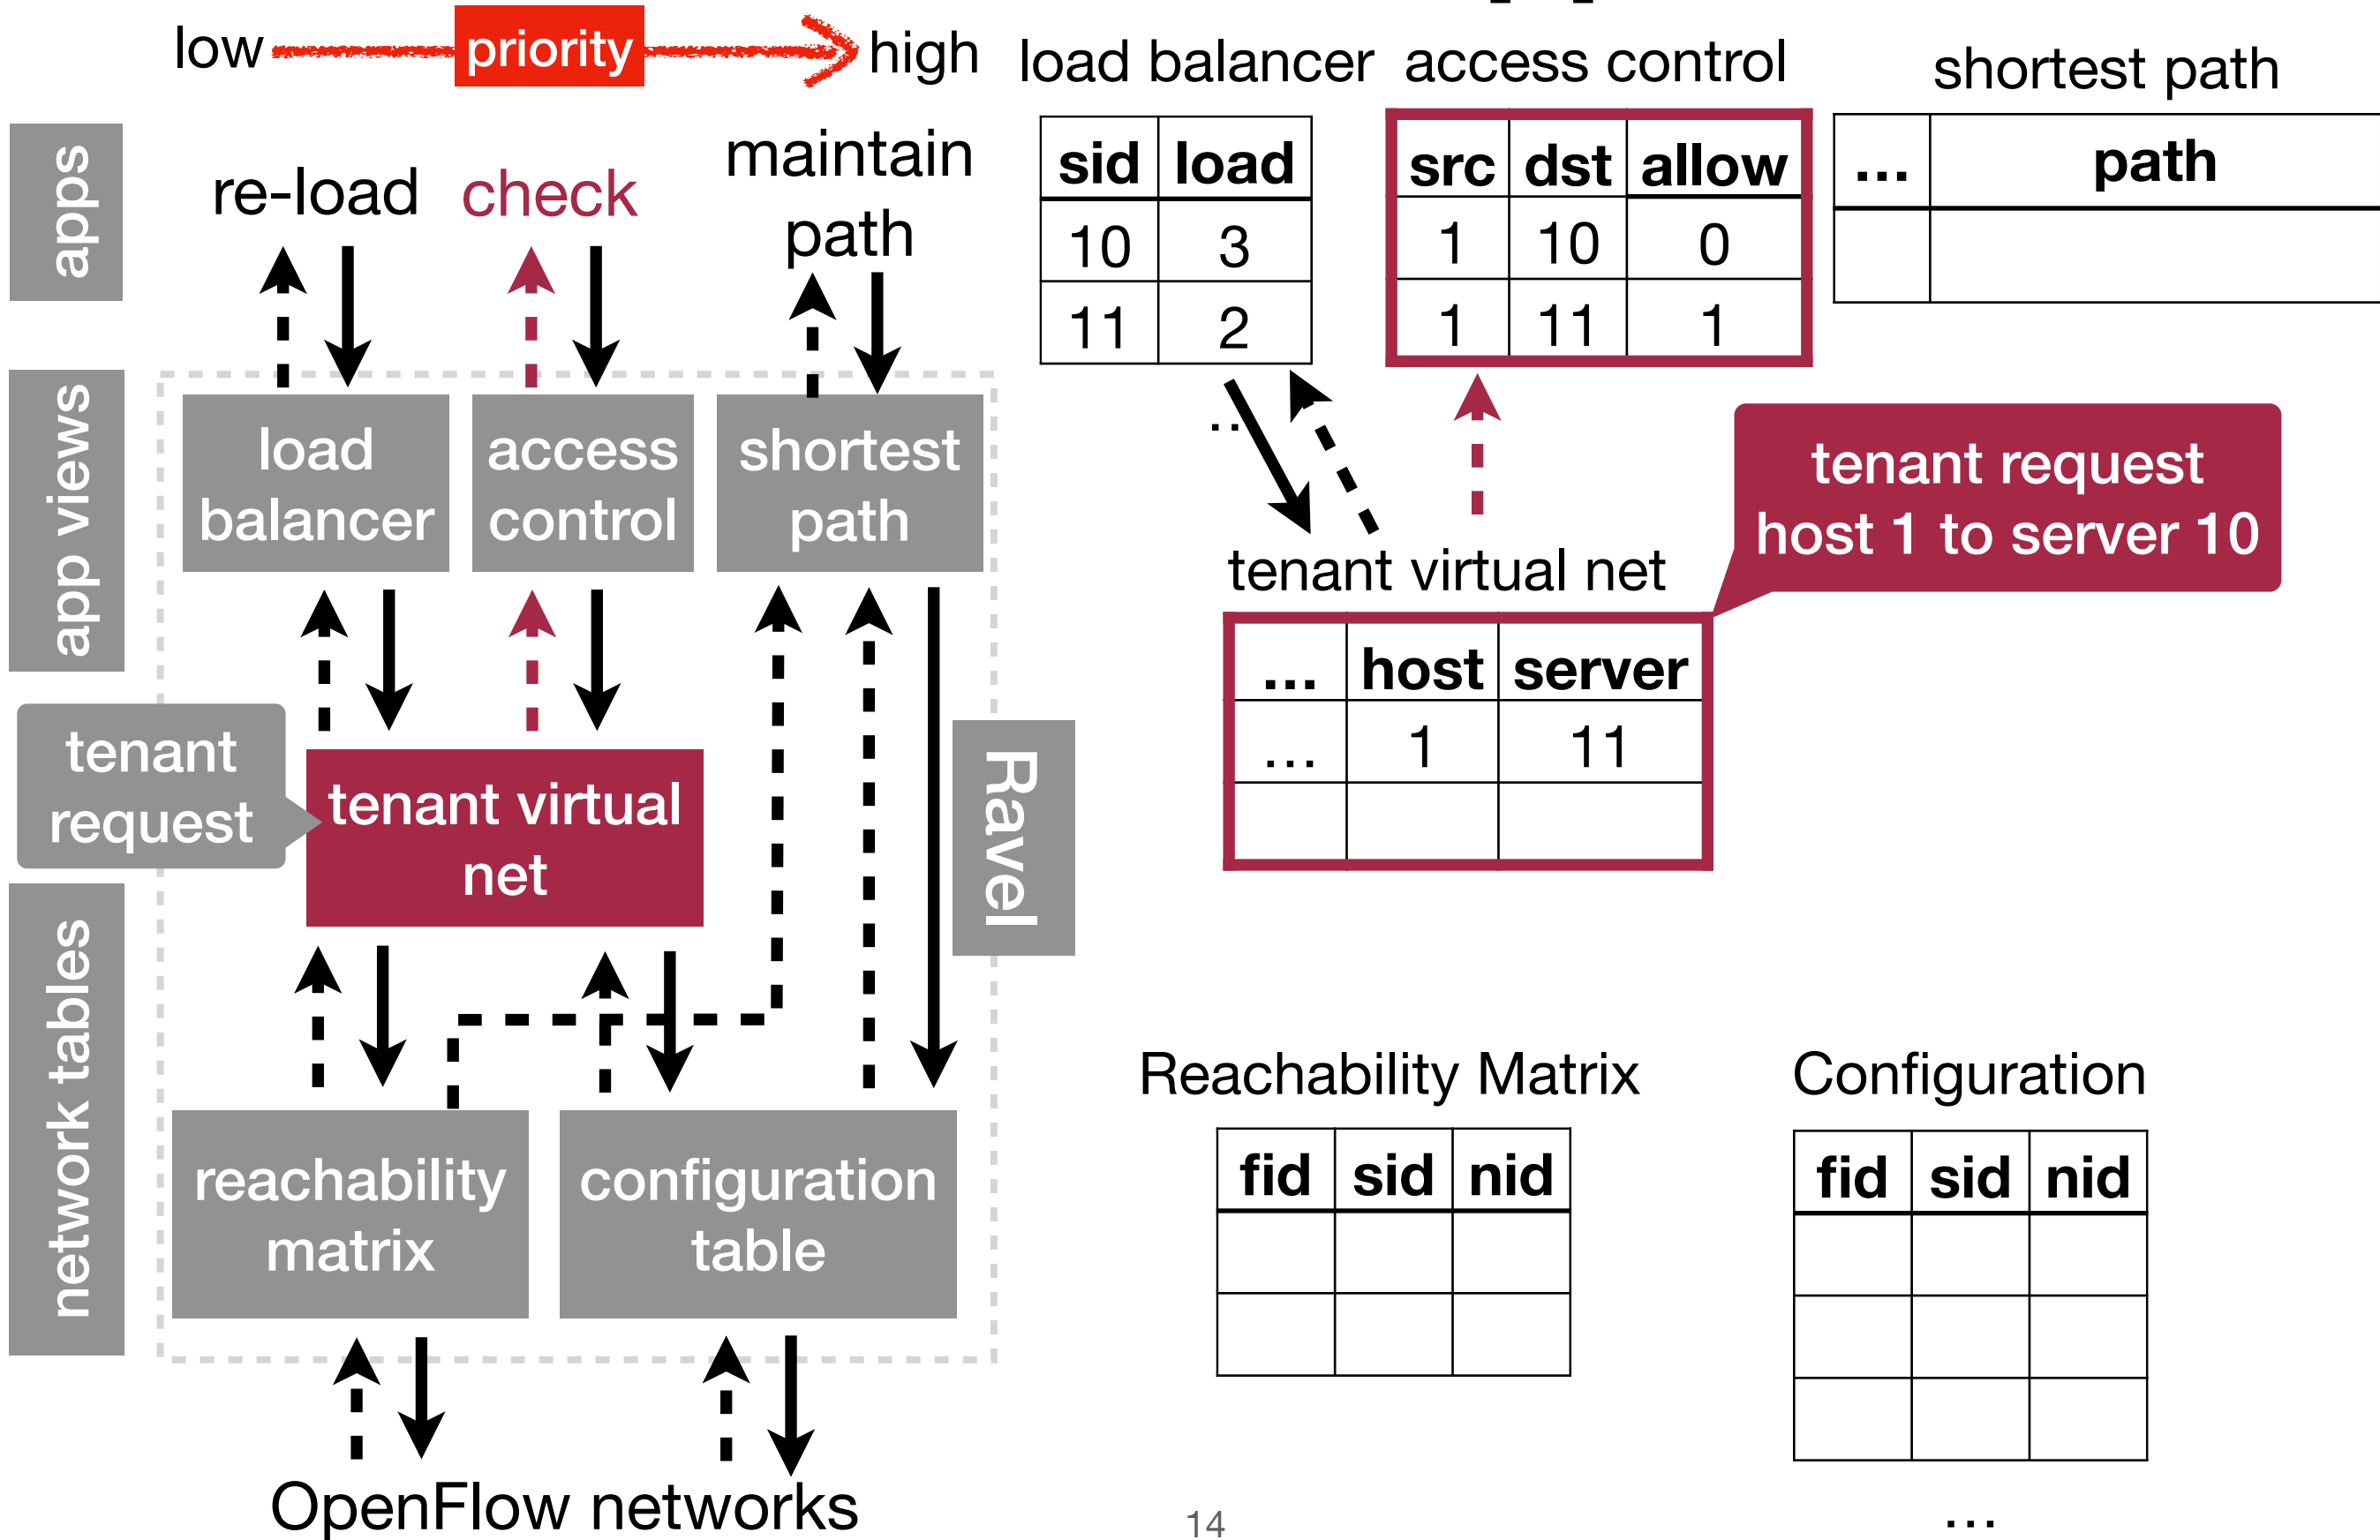 low priority high
apps
re-load
check
maintain
path
app views
load
balancer
access
control
shortest
path
tenant
request
tenant virtual
net
Ravel
network tables
reachability
matrix
configuration
table
OpenFlow networks
load balancer
sid load
10 3
11 2
..
access control
src dst allow
1 10 0
1 11 1
shortest path
... path
tenant request
host 1 to server 10
tenant virtual net
... host server
... 1 11
Reachability Matrix
fid sid nid
Configuration
fid sid nid
...
14